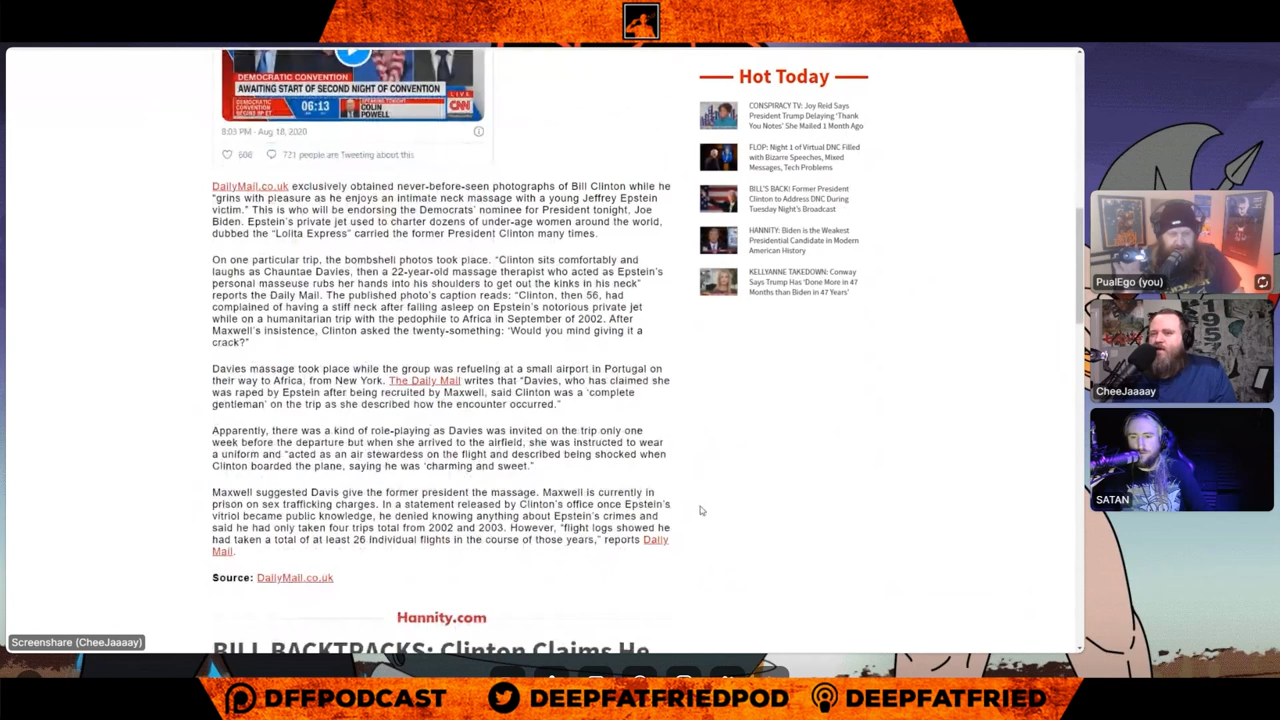 DEMOCRATIC CONVENTION
AWAITING START OF SECOND NIGHT OF CONVENTION
LIVE
06:13
COLIN
POWELL
CNN
8:03 PM · Aug 18, 2020
606
721 people are Tweeting about this
DailyMail.co.uk exclusively obtained never-before-seen photographs of Bill Clinton while he
"grins with pleasure as he enjoys an intimate neck massage with a young Jeffrey Epstein
victim." This is who will be endorsing the Democrats' nominee for President tonight, Joe
Biden. Epstein's private jet used to charter dozens of under-age women around the world,
dubbed the "Lolita Express" carried the former President Clinton many times.
On one particular trip, the bombshell photos took place. "Clinton sits comfortably and
laughs as Chauntae Davies, then a 22-year-old massage therapist who acted as Epstein's
personal masseuse rubs her hands into his shoulders to get out the kinks in his neck"
reports the Daily Mail. The published photo's caption reads: "Clinton, then 56, had
complained of having a stiff neck after falling asleep on Epstein's notorious private jet
while on a humanitarian trip with the pedophile to Africa in September of 2002. After
Maxwell's insistence, Clinton asked the twenty-something: 'Would you mind giving it a
crack?"
Davies massage took place while the group was refueling at a small airport in Portugal on
their way to Africa, from New York. The Daily Mail writes that "Davies, who has claimed she
was raped by Epstein after being recruited by Maxwell, said Clinton was a 'complete
gentleman' on the trip as she described how the encounter occurred."
Apparently, there was a kind of role-playing as Davies was invited on the trip only one
week before the departure but when she arrived to the airfield, she was instructed to wear
a uniform and "acted as an air stewardess on the flight and described being shocked when
Clinton boarded the plane, saying he was 'charming and sweet."
Maxwell suggested Davis give the former president the massage. Maxwell is currently in
prison on sex trafficking charges. In a statement released by Clinton's office once Epstein's
vitriol became public knowledge, he denied knowing anything about Epstein's crimes and
said he had only taken four trips total from 2002 and 2003. However, "flight logs showed he
had taken a total of at least 26 individual flights in the course of those years," reports Daily
Mail.
Source: DailyMail.co.uk
Hannity.com
BILL BACKTRACKS: Clinton Claims He
Hot Today
CONSPIRACY TV: Joy Reid Says
President Trump Delaying 'Thank
You Notes' She Mailed 1 Month Ago
FLOP: Night 1 of Virtual DNC Filled
with Bizarre Speeches, Mixed
Messages, Tech Problems
BILL'S BACK! Former President
Clinton to Address DNC During
Tuesday Night's Broadcast
HANNITY: Biden is the Weakest
Presidential Candidate in Modern
American History
KELLYANNE TAKEDOWN: Conway
Says Trump Has 'Done More in 47
Months than Biden in 47 Years'
PualEgo (you)
CheeJaaaay
SATAN
Screenshare (CheeJaaaay)
DFFPODCAST
DEEPFATFRIEDPOD
DEEPFATFRIED